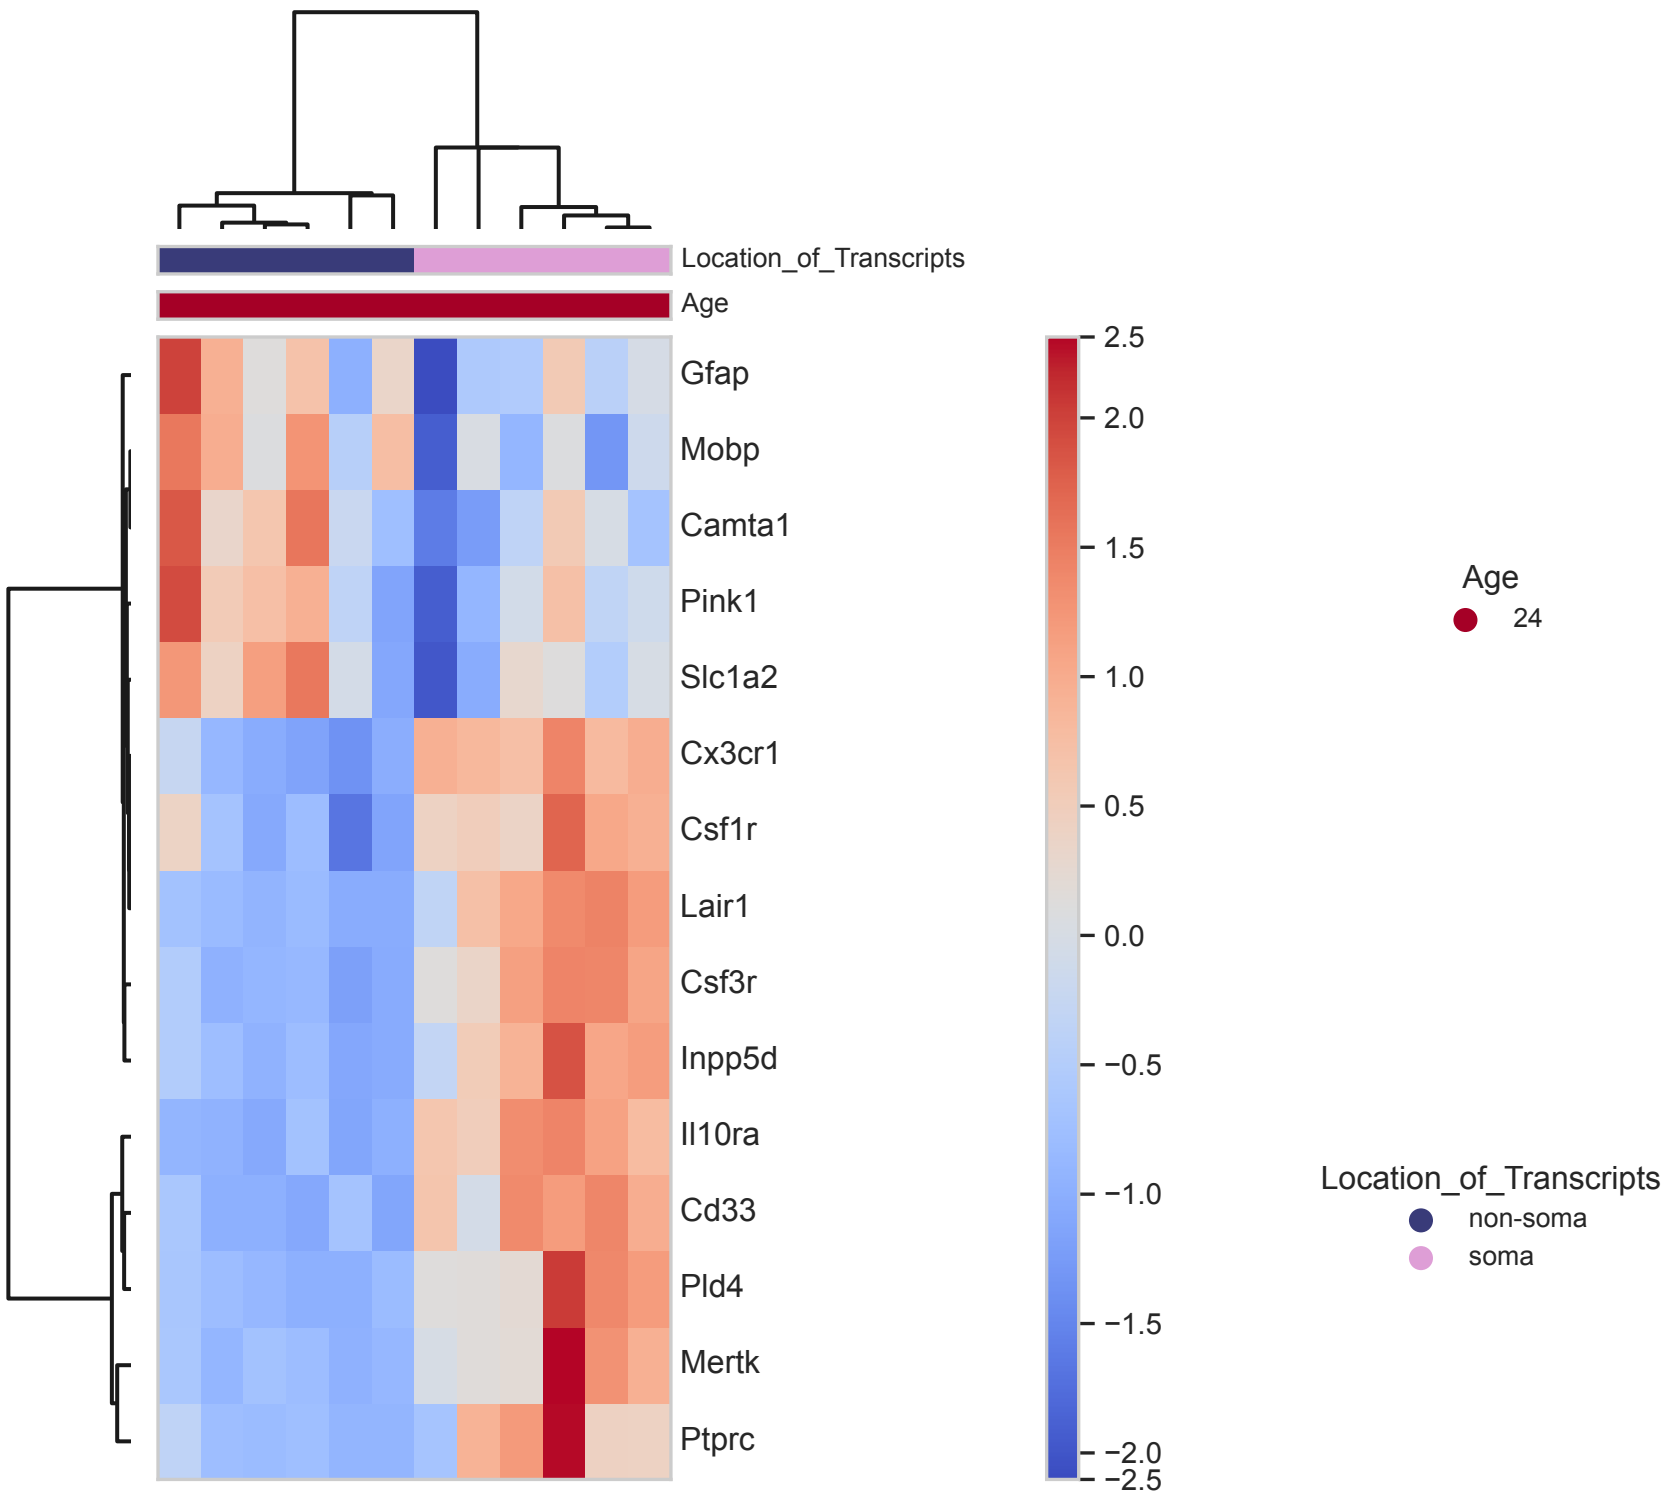 Location_of_Transcripts
Age
Gfap
Mobp
Camta1
Pink1
Slc1a2
Cx3cr1
Csf1r
Lair1
Csf3r
Inpp5d
Il10ra
Cd33
Pld4
Mertk
Ptprc
2.5
2.0
1.5
1.0
0.5
0.0
−0.5
−1.0
−1.5
−2.0
−2.5
Age
24
Location_of_Transcripts
non-soma
soma